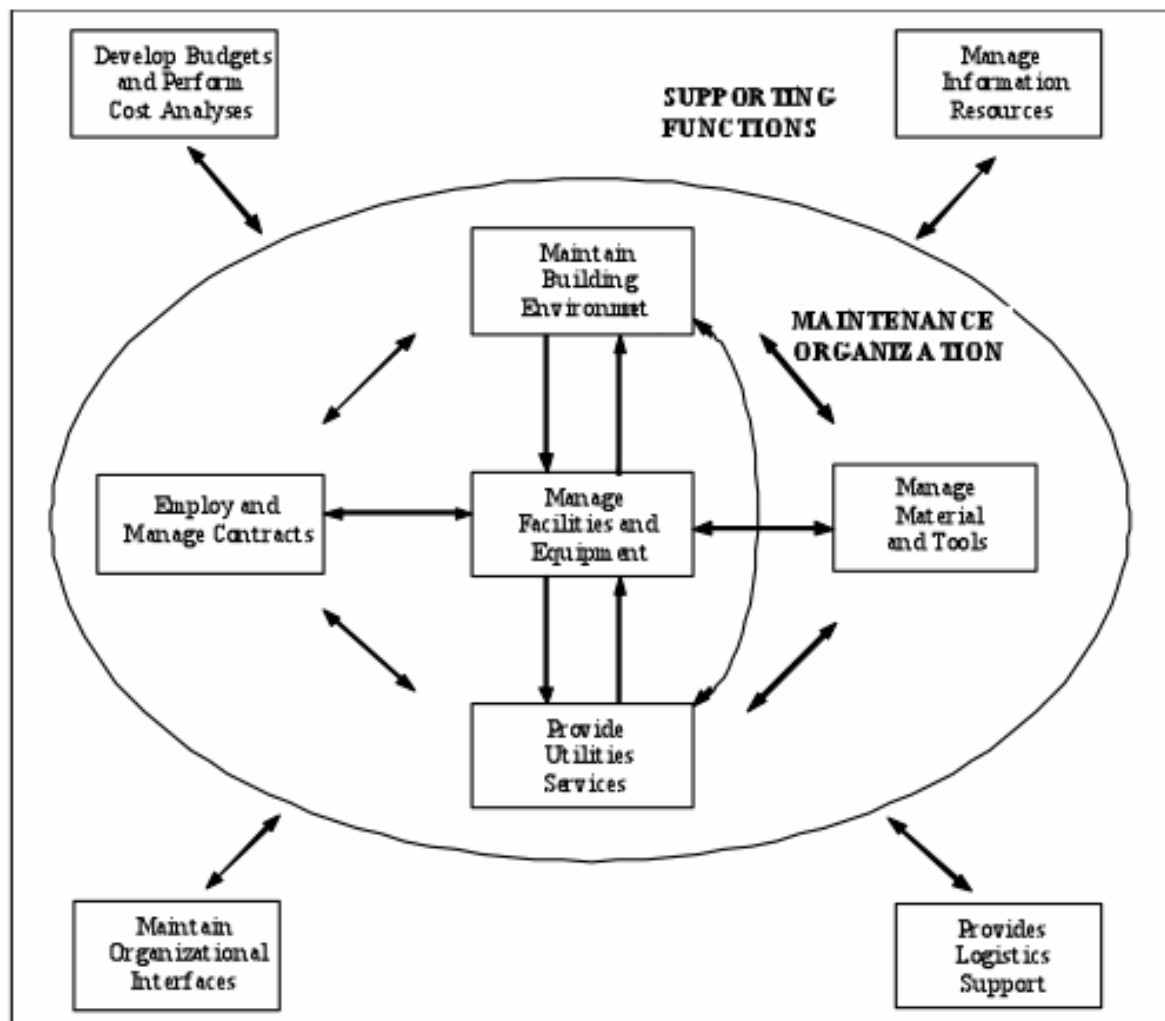 Develop Budgets
and Perform
Cost Analyses
Manage
Information
Resources
SUPPORTING
FUNCTIONS
Maintain
Building
Environmet
MAINTENANCE
ORGANIZATION
Employ and
Manage Contracts
Manage
Facilities and
Equipment
Manage
Material
and Tools
Provide
Utilities
Services
Maintain
Organizational
Interfaces
Provides
Logistics
Support